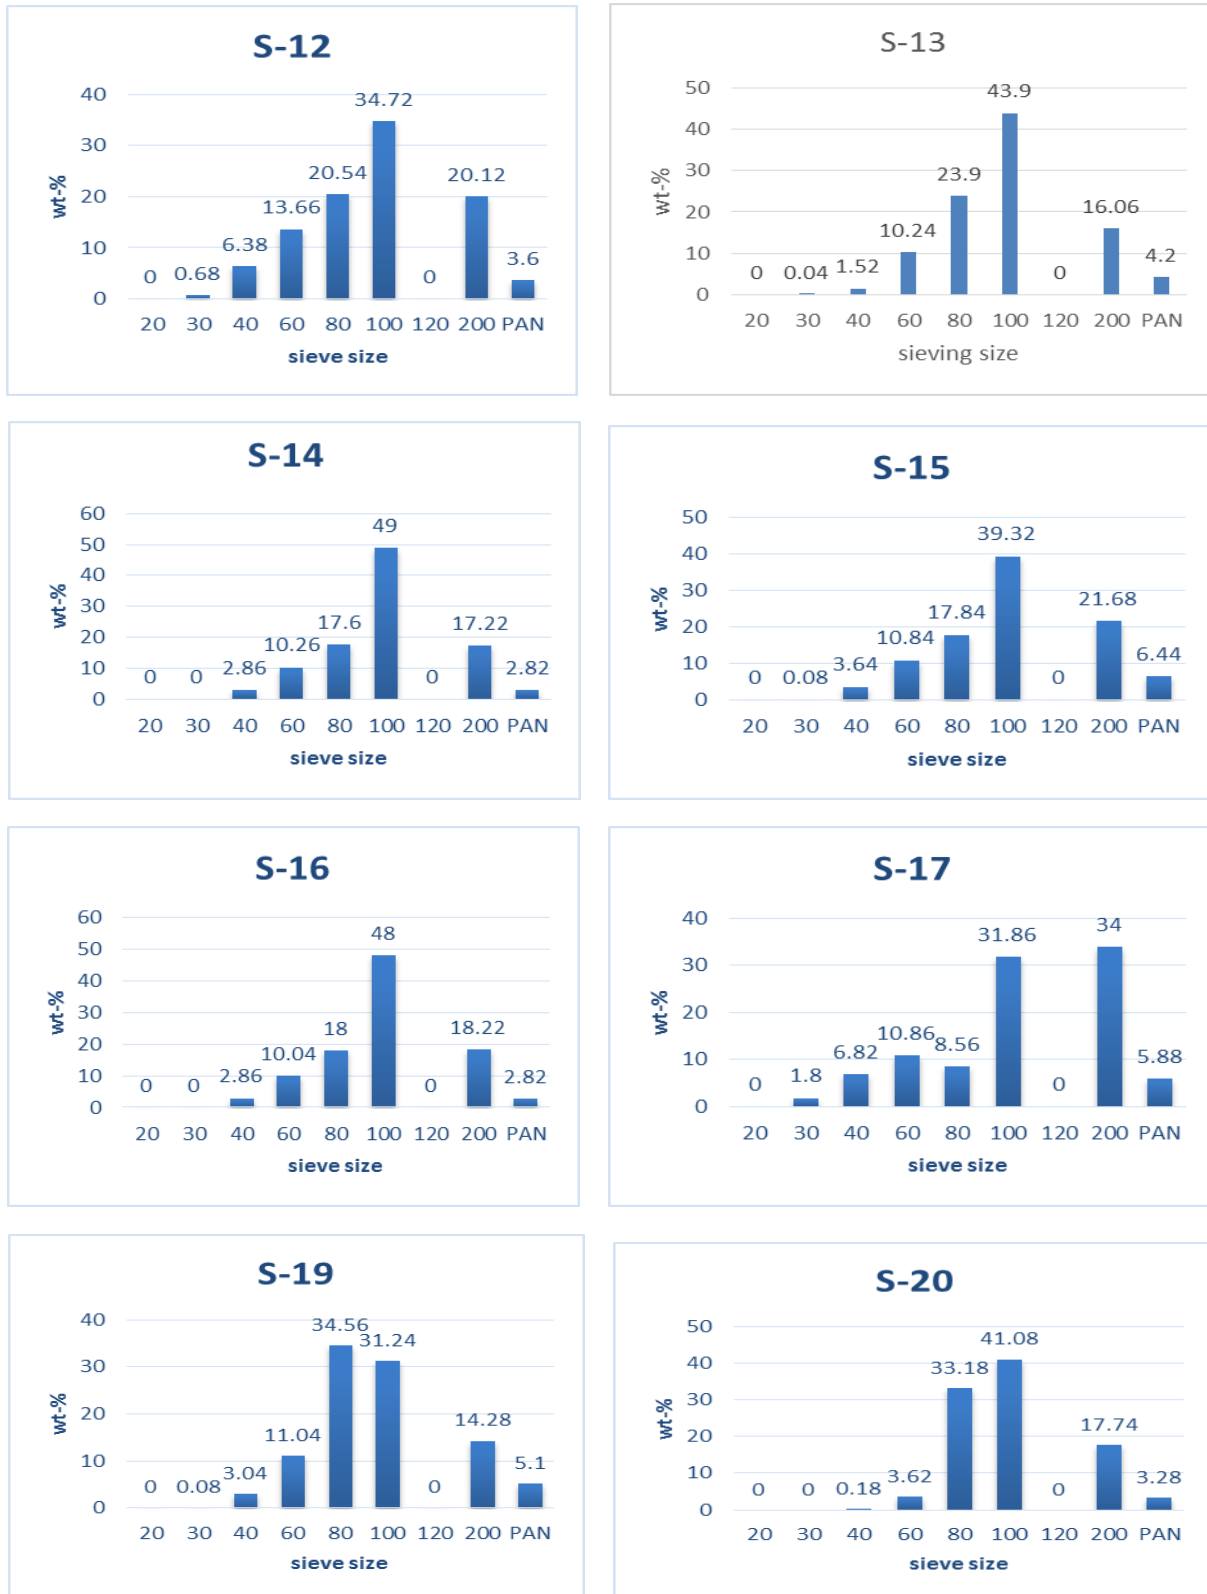 S-12
40
30
20
10
0
wt-%
0 0.68 6.38 13.66 20.54 34.72 0 20.12 3.6
20 30 40 60 80 100 120 200 PAN
sieve size
S-13
50
40
30
20
10
0
wt-%
0 0.04 1.52 10.24 23.9 43.9 0 16.06 4.2
20 30 40 60 80 100 120 200 PAN
sieving size
S-14
60
50
40
30
20
10
0
wt-%
0 0 2.86 10.26 17.6 49 0 17.22 2.82
20 30 40 60 80 100 120 200 PAN
sieve size
S-15
50
40
30
20
10
0
wt-%
0 0.08 3.64 10.84 17.84 39.32 0 21.68 6.44
20 30 40 60 80 100 120 200 PAN
sieve size
S-16
60
50
40
30
20
10
0
wt-%
0 0 2.86 10.04 18 48 0 18.22 2.82
20 30 40 60 80 100 120 200 PAN
sieve size
S-17
40
30
20
10
0
wt-%
0 1.8 6.82 10.86 8.56 31.86 0 34 5.88
20 30 40 60 80 100 120 200 PAN
sieve size
S-19
40
30
20
10
0
wt-%
0 0.08 3.04 11.04 34.56 31.24 0 14.28 5.1
20 30 40 60 80 100 120 200 PAN
sieve size
S-20
50
40
30
20
10
0
wt-%
0 0 0.18 3.62 33.18 41.08 0 17.74 3.28
20 30 40 60 80 100 120 200 PAN
sieve size